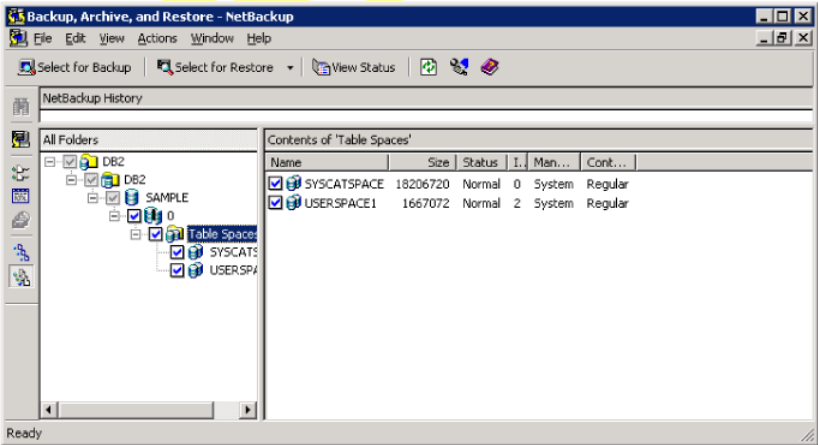 Backup, Archive, and Restore - NetBackup
File Edit View Actions Window Help
Select for Backup Select for Restore View Status
NetBackup History
All Folders
Contents of 'Table Spaces'
DB2
DB2
SAMPLE
0
Table Spaces
SYSCATS
USERSPA
Name Size Status I.. Man... Cont...
SYSCATSPACE 18206720 Normal 0 System Regular
USERSPACE1 1667072 Normal 2 System Regular
Ready